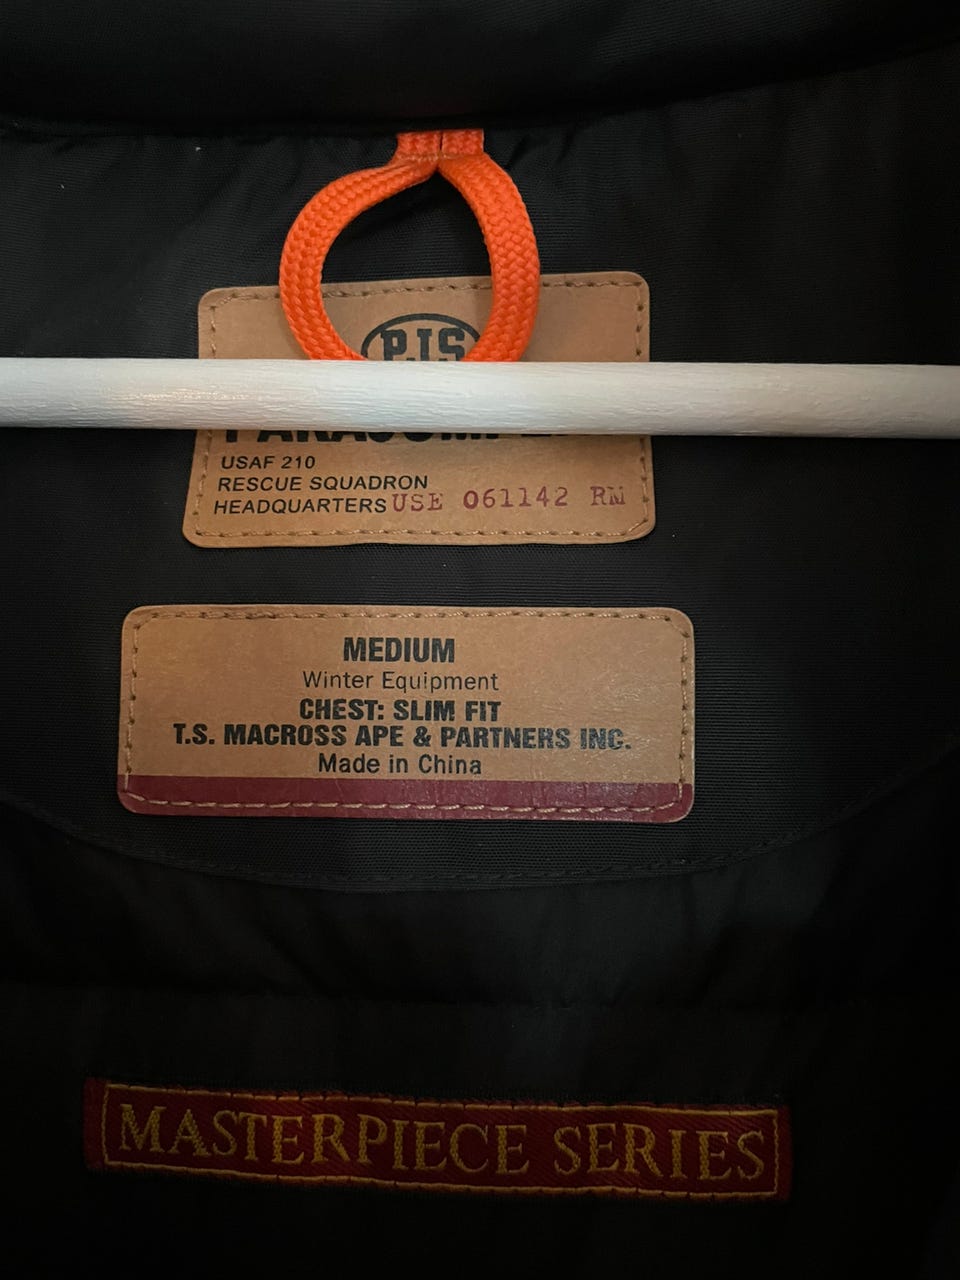 PJS
USAF 210
RESCUE SQUADRON
HEADQUARTERS USE 061142 RM
MEDIUM
Winter Equipment
CHEST: SLIM FIT
T.S. MACROSS APE & PARTNERS INC.
Made in China
MASTERPIECE SERIES